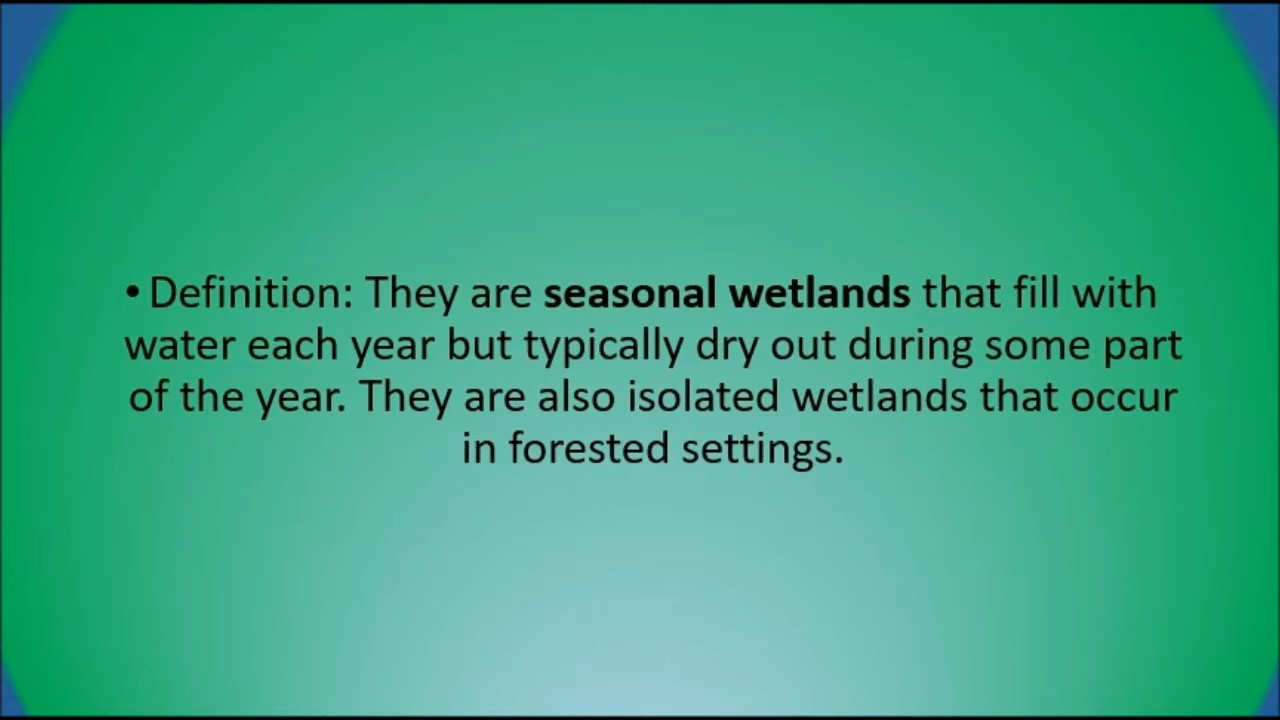 • Definition: They are seasonal wetlands that fill with
water each year but typically dry out during some part
of the year. They are also isolated wetlands that occur
in forested settings.